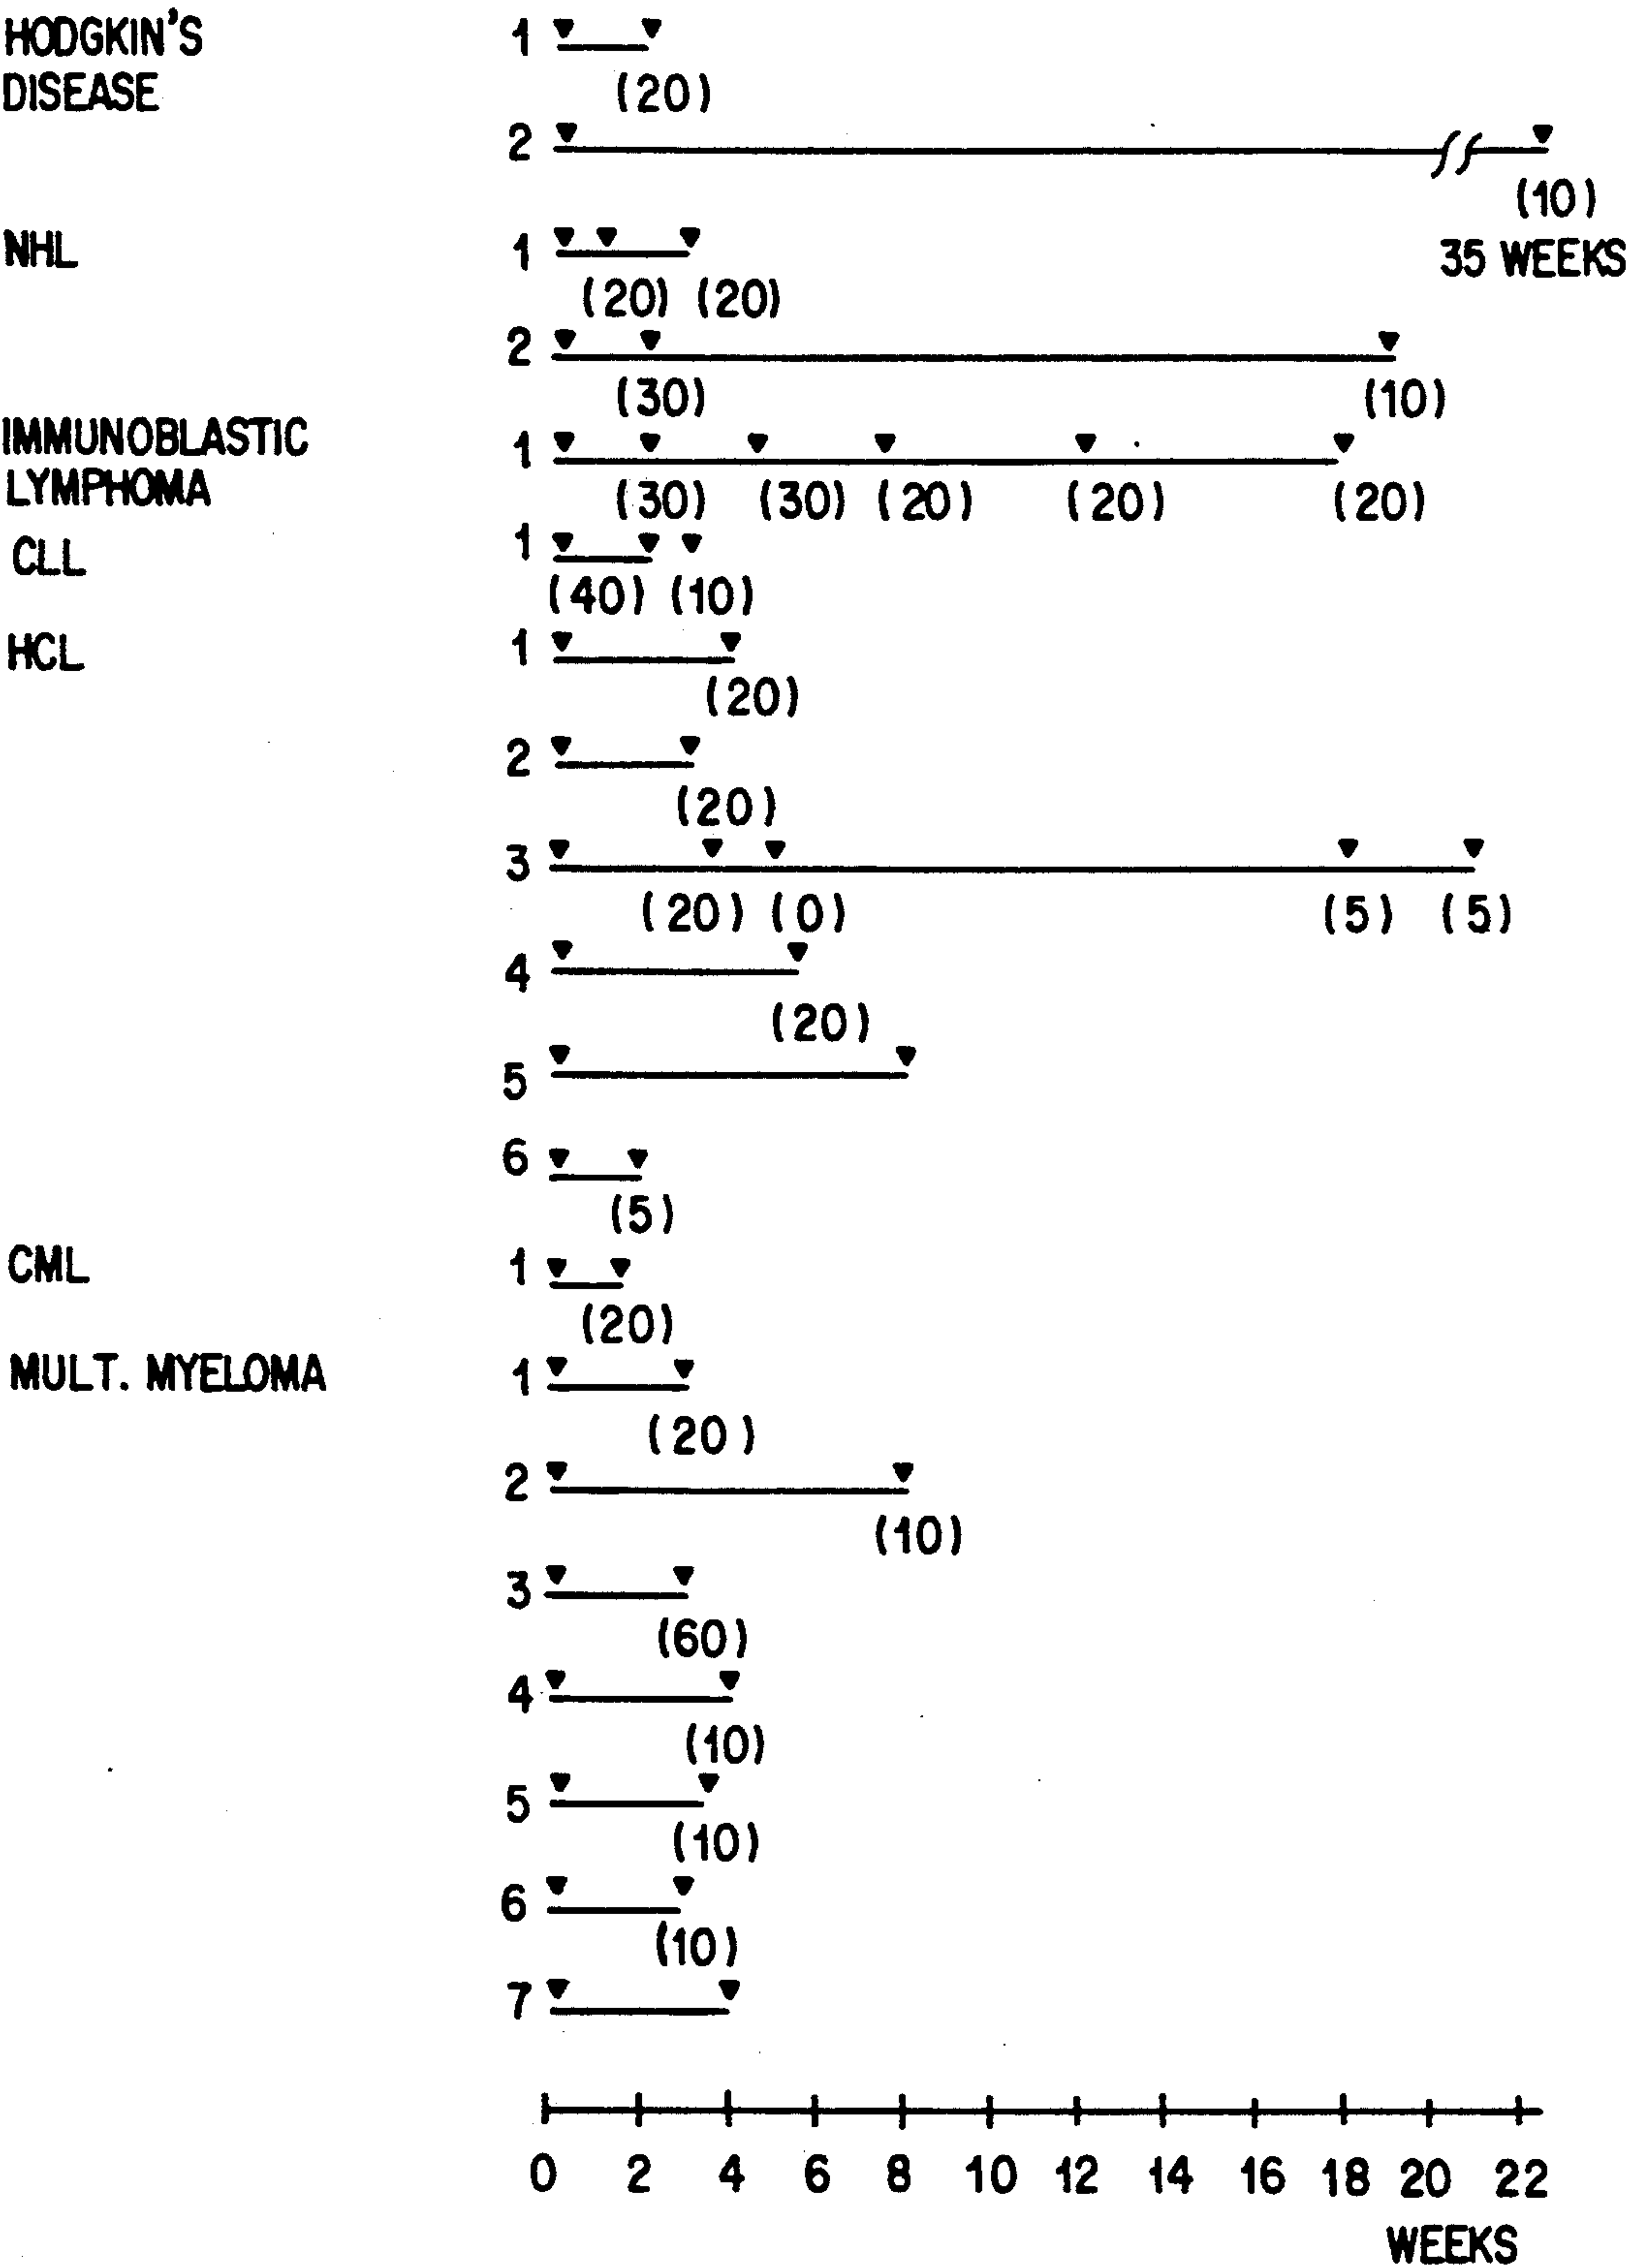 HODGKIN'S
DISEASE
1
(20)
2
(10)
35 WEEKS
NHL
1
(20) (20)
2
(30) (10)
IMMUNOBLASTIC
LYMPHOMA
1
(30) (30) (20) (20) (20)
CLL
1
(40) (10)
HCL
1
(20)
2
(20)
3
(20) (0) (5) (5)
4
(20)
5
6
(5)
CML
1
(20)
MULT. MYELOMA
1
(20)
2
(10)
3
(60)
4
(10)
5
(10)
6
(10)
7
0 2 4 6 8 10 12 14 16 18 20 22
WEEKS